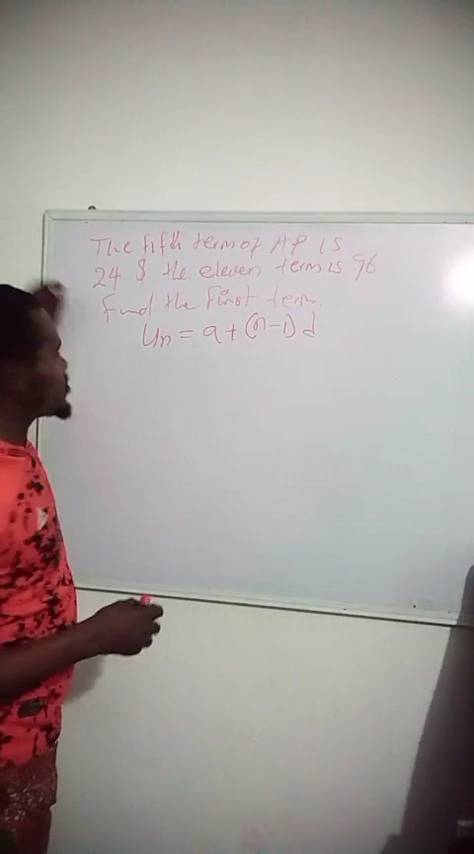 The fifth term of AP is
24 & the eleven term is 96
find the first term.
Un = a + (n-1) d